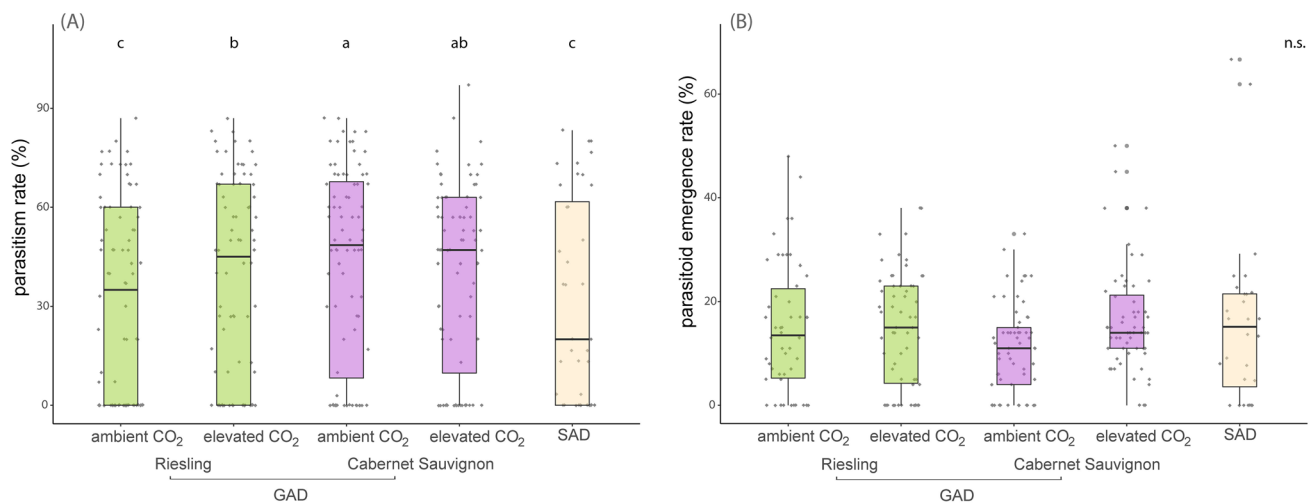 (A)
c b a ab c
parasitism rate (%)
90
60
30
0
ambient CO2 elevated CO2 ambient CO2 elevated CO2 SAD
Riesling Cabernet Sauvignon
GAD
(B)
n.s.
parasitoid emergence rate (%)
60
40
20
0
ambient CO2 elevated CO2 ambient CO2 elevated CO2 SAD
Riesling Cabernet Sauvignon
GAD